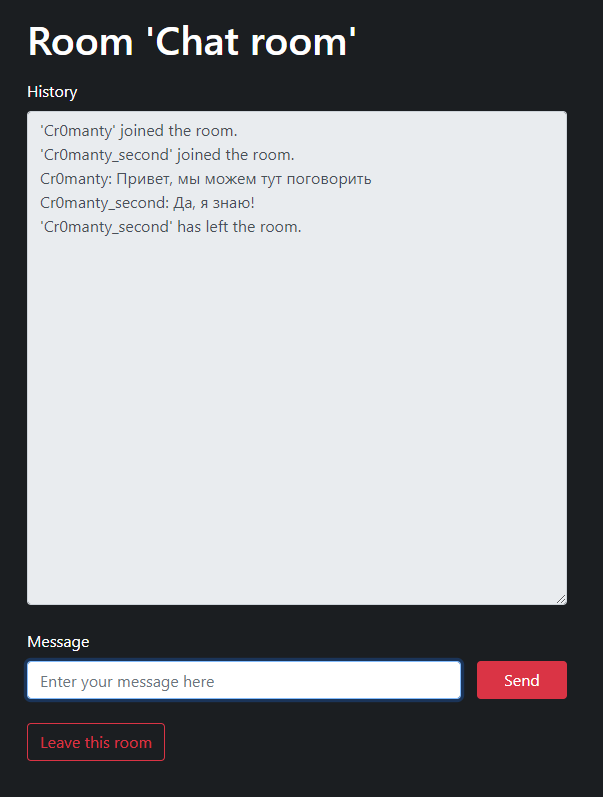 Room 'Chat room'
History
'Cr0manty' joined the room.
'Cr0manty_second' joined the room.
Cr0manty: Привет, мы можем тут поговорить
Cr0manty_second: Да, я знаю!
'Cr0manty_second' has left the room.
Message
Enter your message here
Send
Leave this room